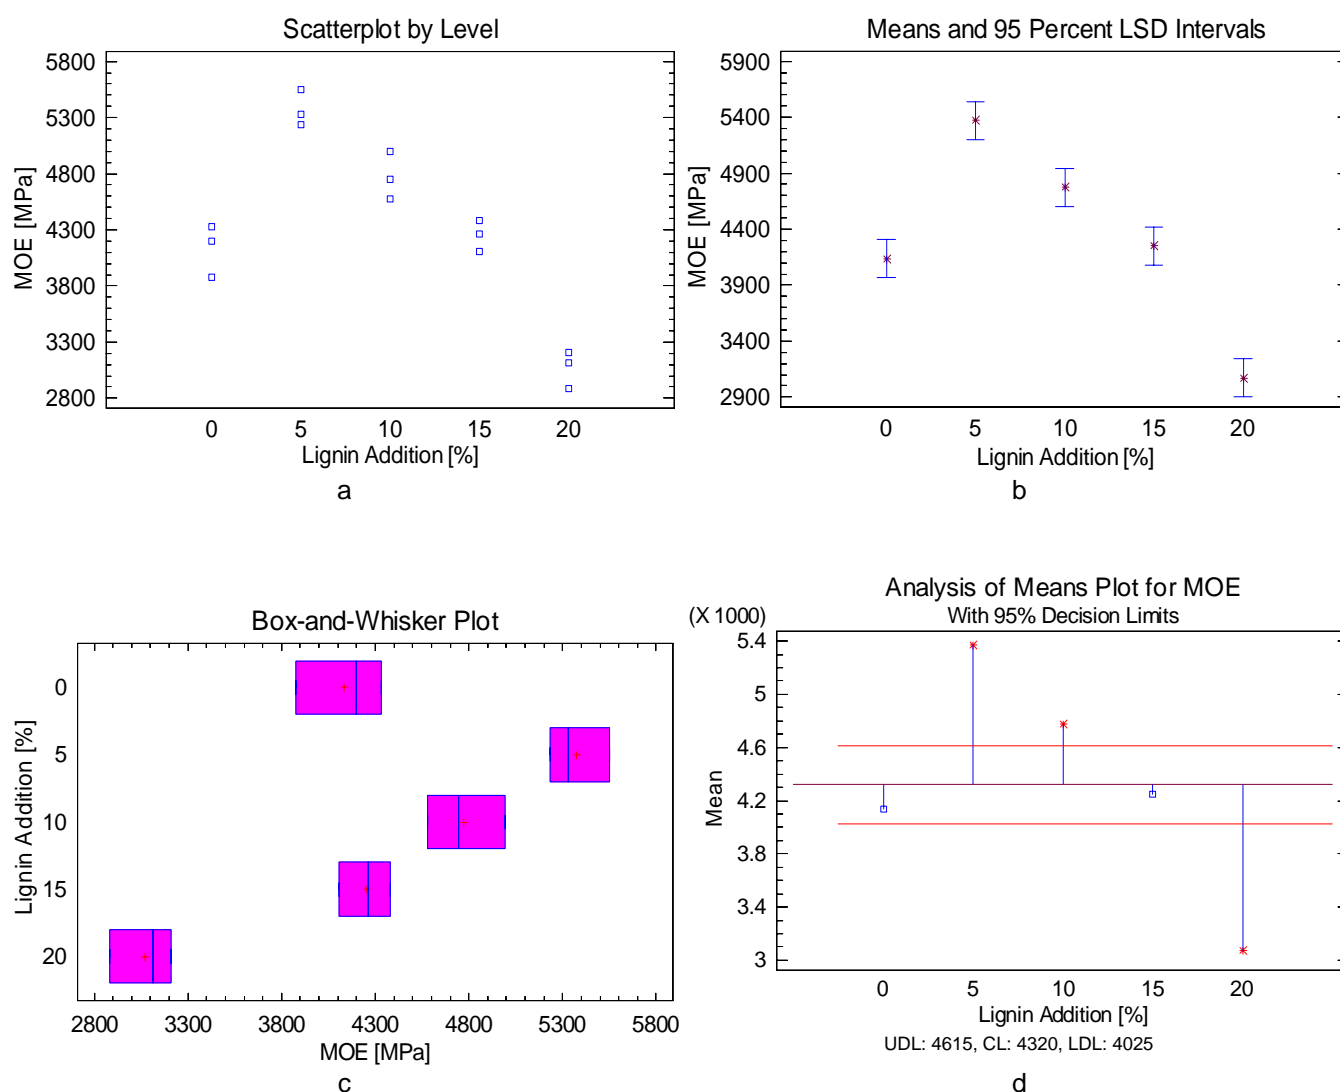 Scatterplot by Level
MOE [MPa]
5800
5300
4800
4300
3800
3300
2800
0 5 10 15 20
Lignin Addition [%]
a
Means and 95 Percent LSD Intervals
MOE [MPa]
5900
5400
4900
4400
3900
3400
2900
0 5 10 15 20
Lignin Addition [%]
b
Box-and-Whisker Plot
Lignin Addition [%]
0
5
10
15
20
2800 3300 3800 4300 4800 5300 5800
MOE [MPa]
c
Analysis of Means Plot for MOE
With 95% Decision Limits
(X 1000)
Mean
5.4
5
4.6
4.2
3.8
3.4
3
0 5 10 15 20
Lignin Addition [%]
UDL: 4615, CL: 4320, LDL: 4025
d